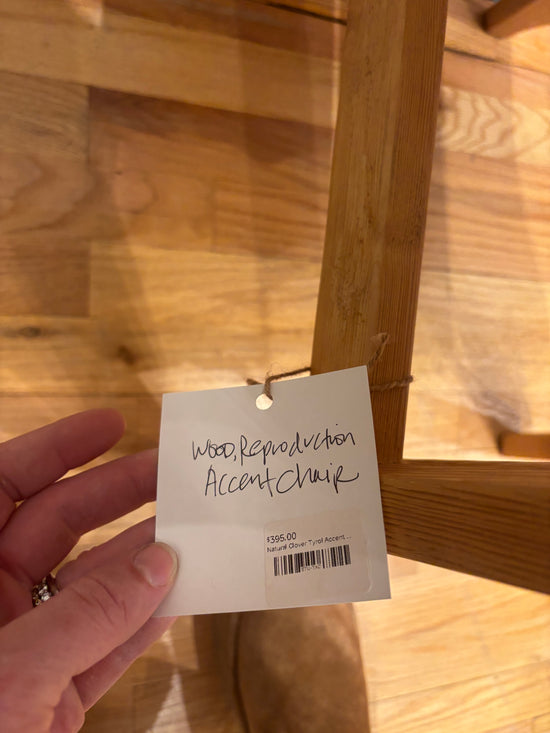 Wood, Reproduction
Accent Chair
$395.00
Natural Clover Tyrol Accent ...